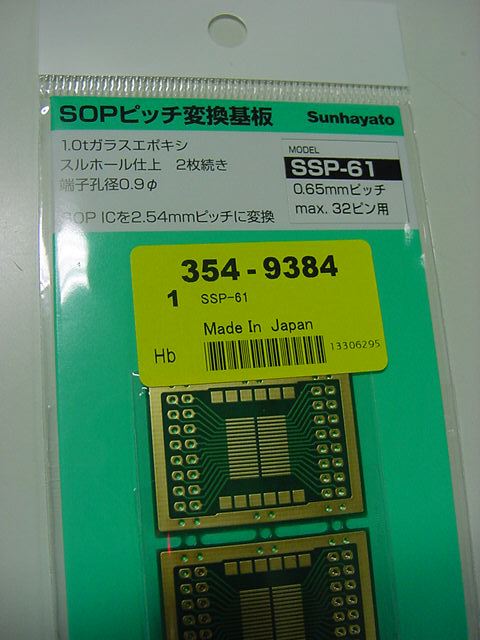 SOPピッチ変換基板
Sunhayato
1.0tガラスエポキシ
スルホール仕上 2枚続き
端子孔径0.9φ
SOP ICを2.54mmピッチに変換
MODEL
SSP-61
0.65mmピッチ
max. 32ピン用
354-9384
1 SSP-61
Made In Japan
Hb
13306295